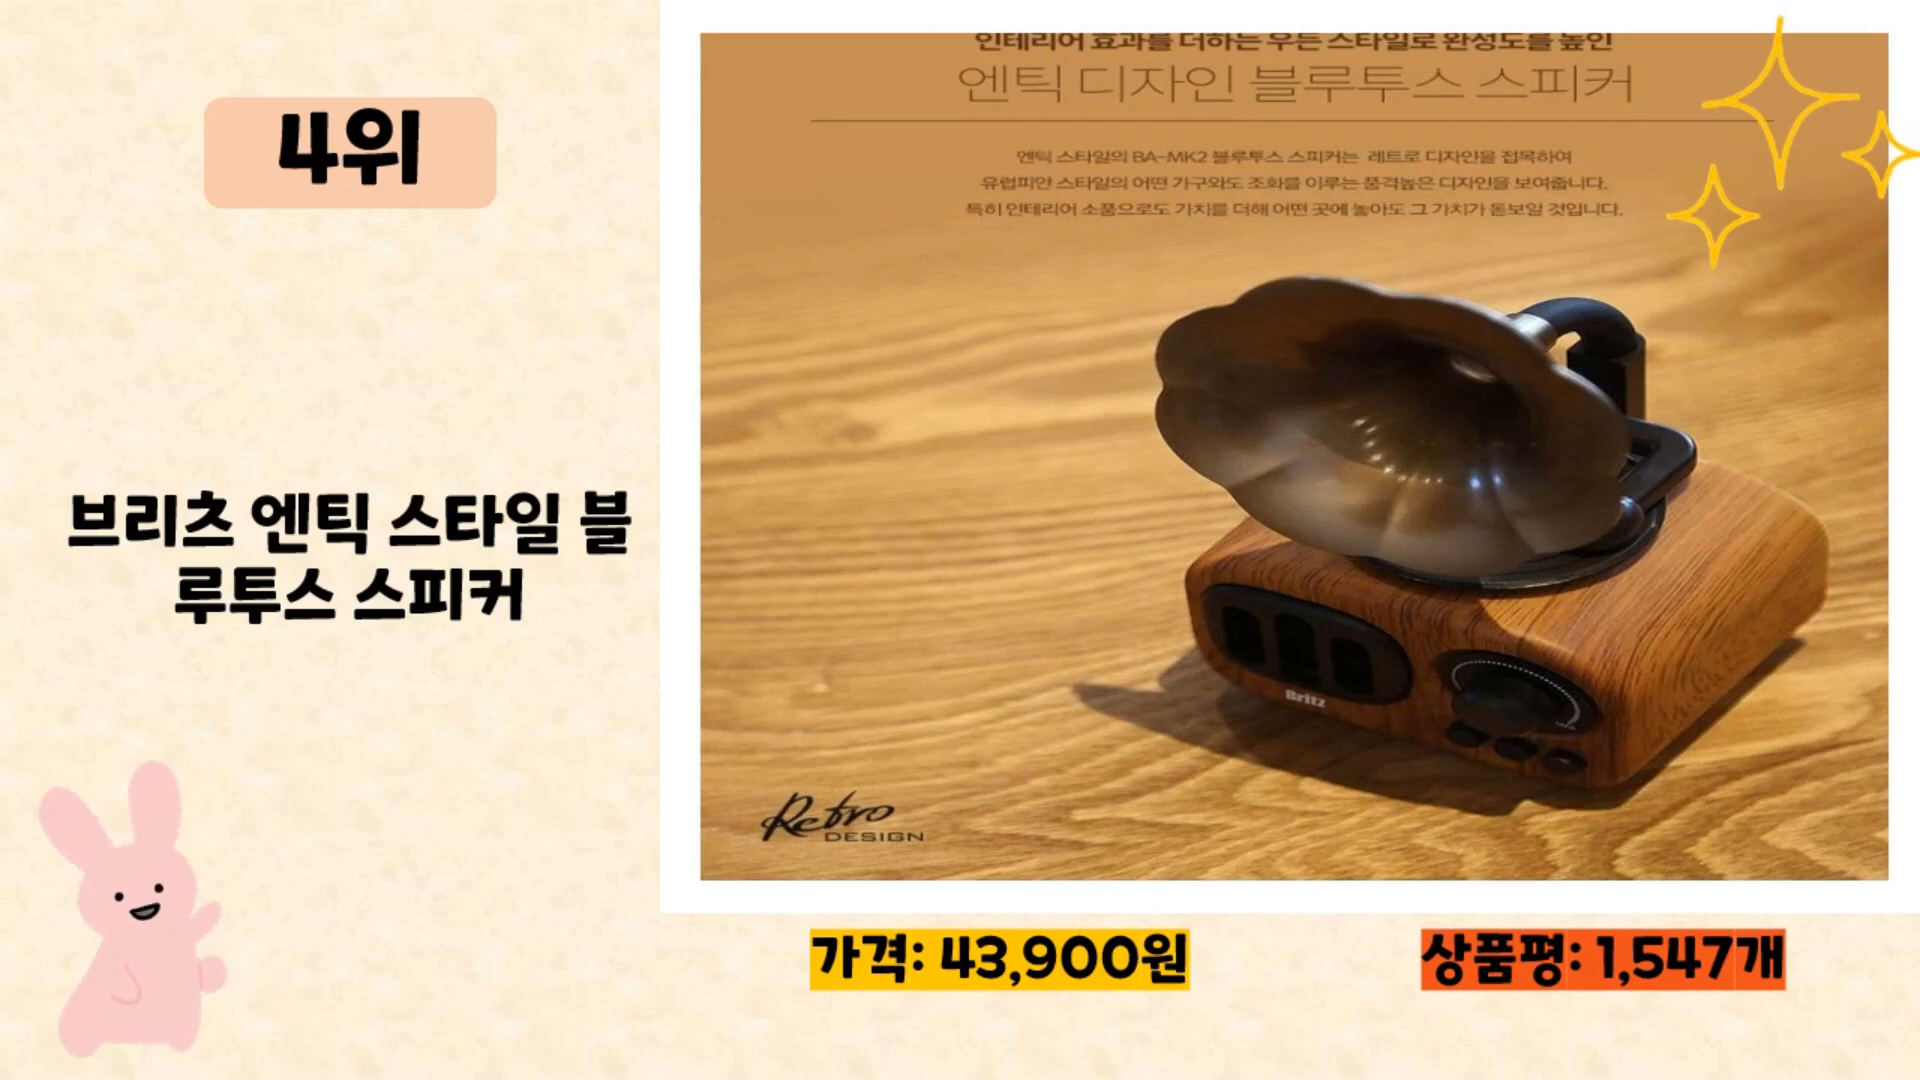 4위
브리츠 엔틱 스타일 블
루투스 스피커
인테리어 효과를 더하는 우든 스타일로 완성도를 높인
엔틱 디자인 블루투스 스피커
엔틱 스타일의 BA-MK2 블루투스 스피커는 레트로 디자인을 접목하여
유럽피안 스타일의 어떤 가구와도 조화를 이루는 품격높은 디자인을 보여줍니다.
특히 인테리어 소품으로도 가치를 더해 어떤 곳에 놓아도 그 가치가 돋보일 것입니다.
Britz
Retro
DESIGN
가격: 43,900원
상품평: 1,547개